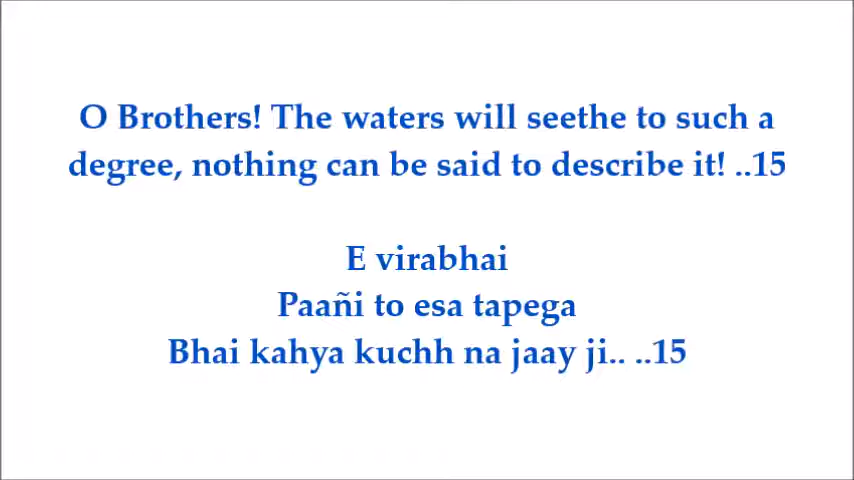 O Brothers! The waters will seethe to such a
degree, nothing can be said to describe it! ..15
E virabhai
Paañi to esa tapega
Bhai kahya kuchh na jaay ji.. ..15